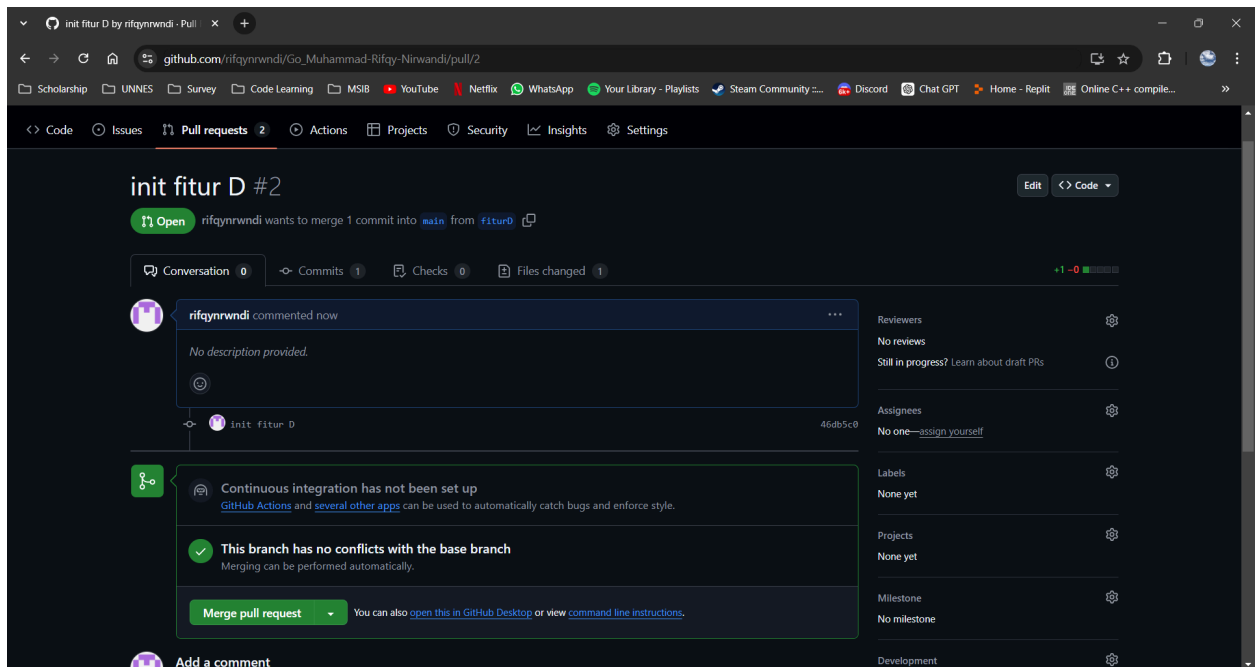 init fitur D by rifqynrwndi · Pull
github.com/rifqynrwndi/Go_Muhammad-Rifqy-Nirwandi/pull/2
Scholarship UNNES Survey Code Learning MSIB YouTube Netflix WhatsApp Your Library - Playlists Steam Community ::... Discord Chat GPT Home - Replit Online C++ compile... »
Code Issues Pull requests 2 Actions Projects Security Insights Settings
init fitur D #2
Edit Code
Open rifqynrwndi wants to merge 1 commit into main from fiturD
Conversation 0 Commits 1 Checks 0 Files changed 1 +1 −0
rifqynrwndi commented now ...
No description provided.
init fitur D 46db5c0
Continuous integration has not been set up
GitHub Actions and several other apps can be used to automatically catch bugs and enforce style.
This branch has no conflicts with the base branch
Merging can be performed automatically.
Merge pull request You can also open this in GitHub Desktop or view command line instructions.
Add a comment
Reviewers
No reviews
Still in progress? Learn about draft PRs
Assignees
No one—assign yourself
Labels
None yet
Projects
None yet
Milestone
No milestone
Development